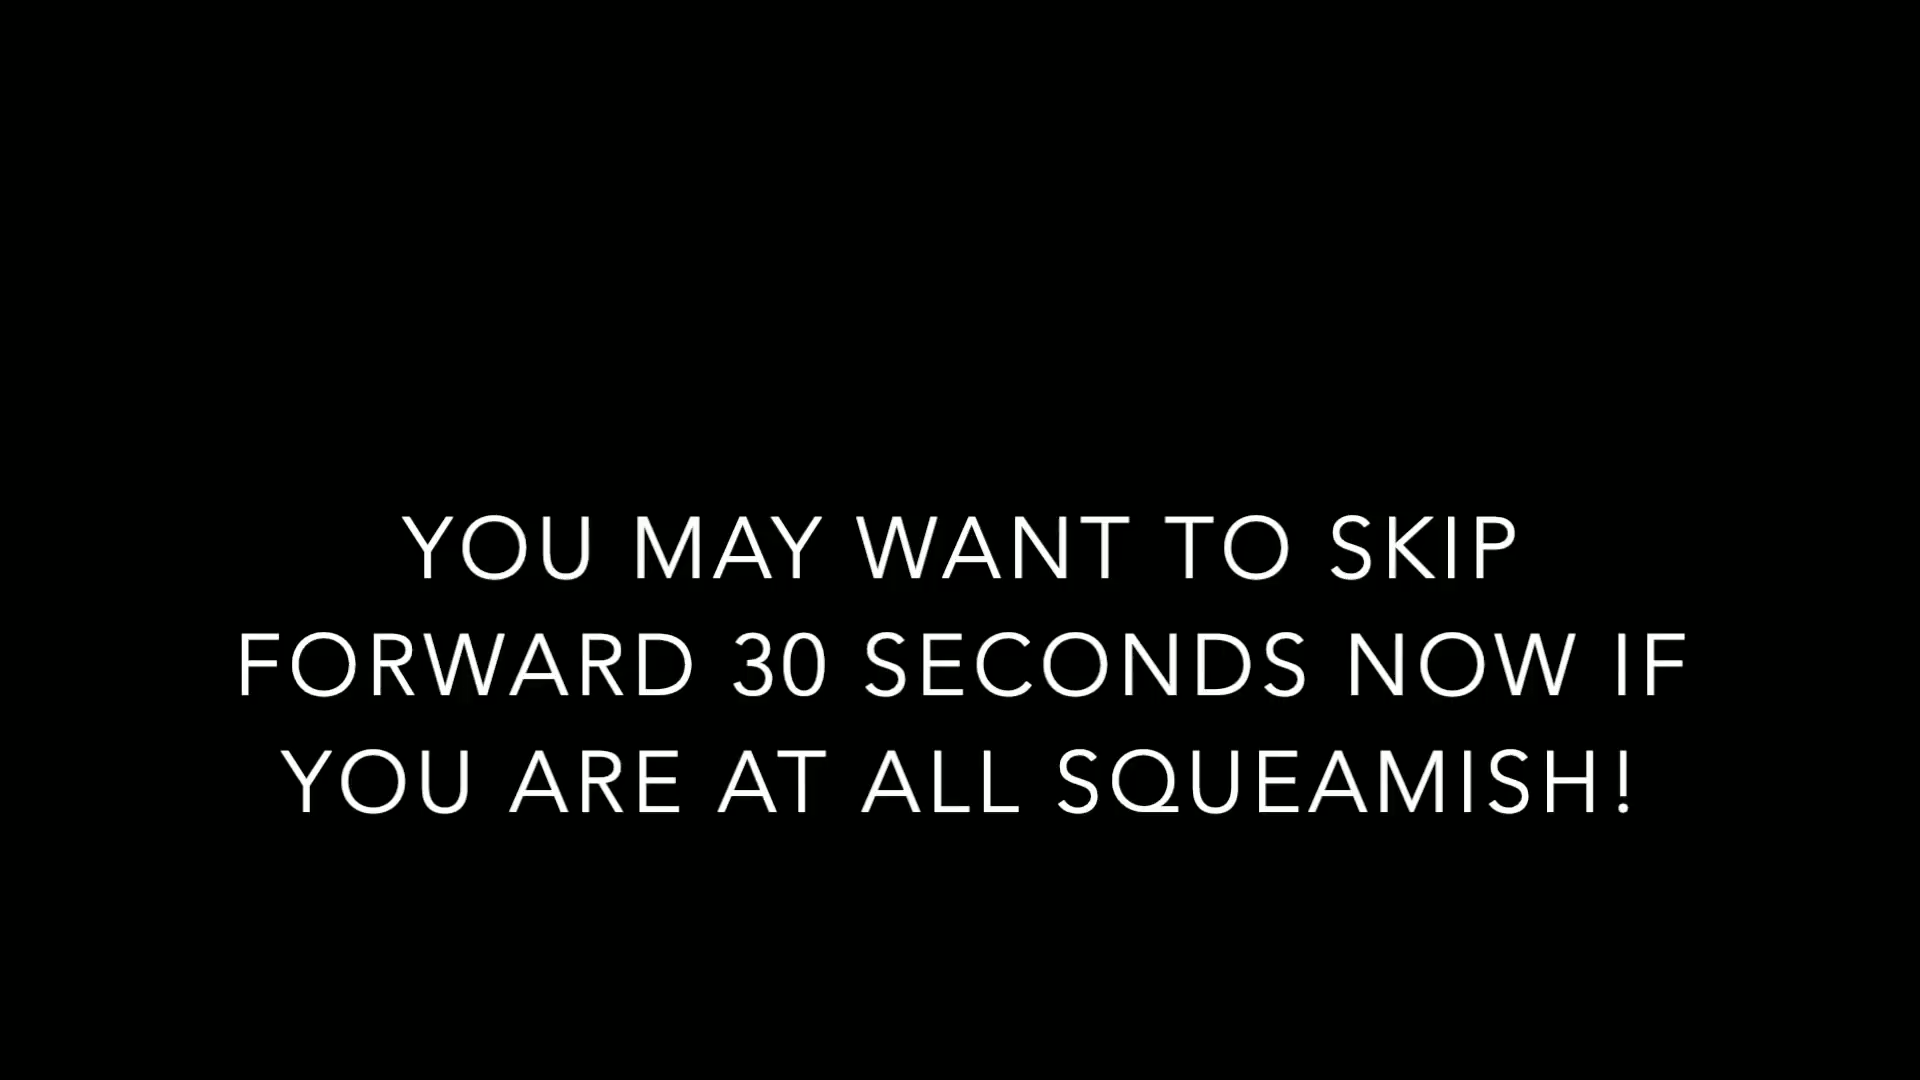 YOU MAY WANT TO SKIP
FORWARD 30 SECONDS NOW IF
YOU ARE AT ALL SQUEAMISH!